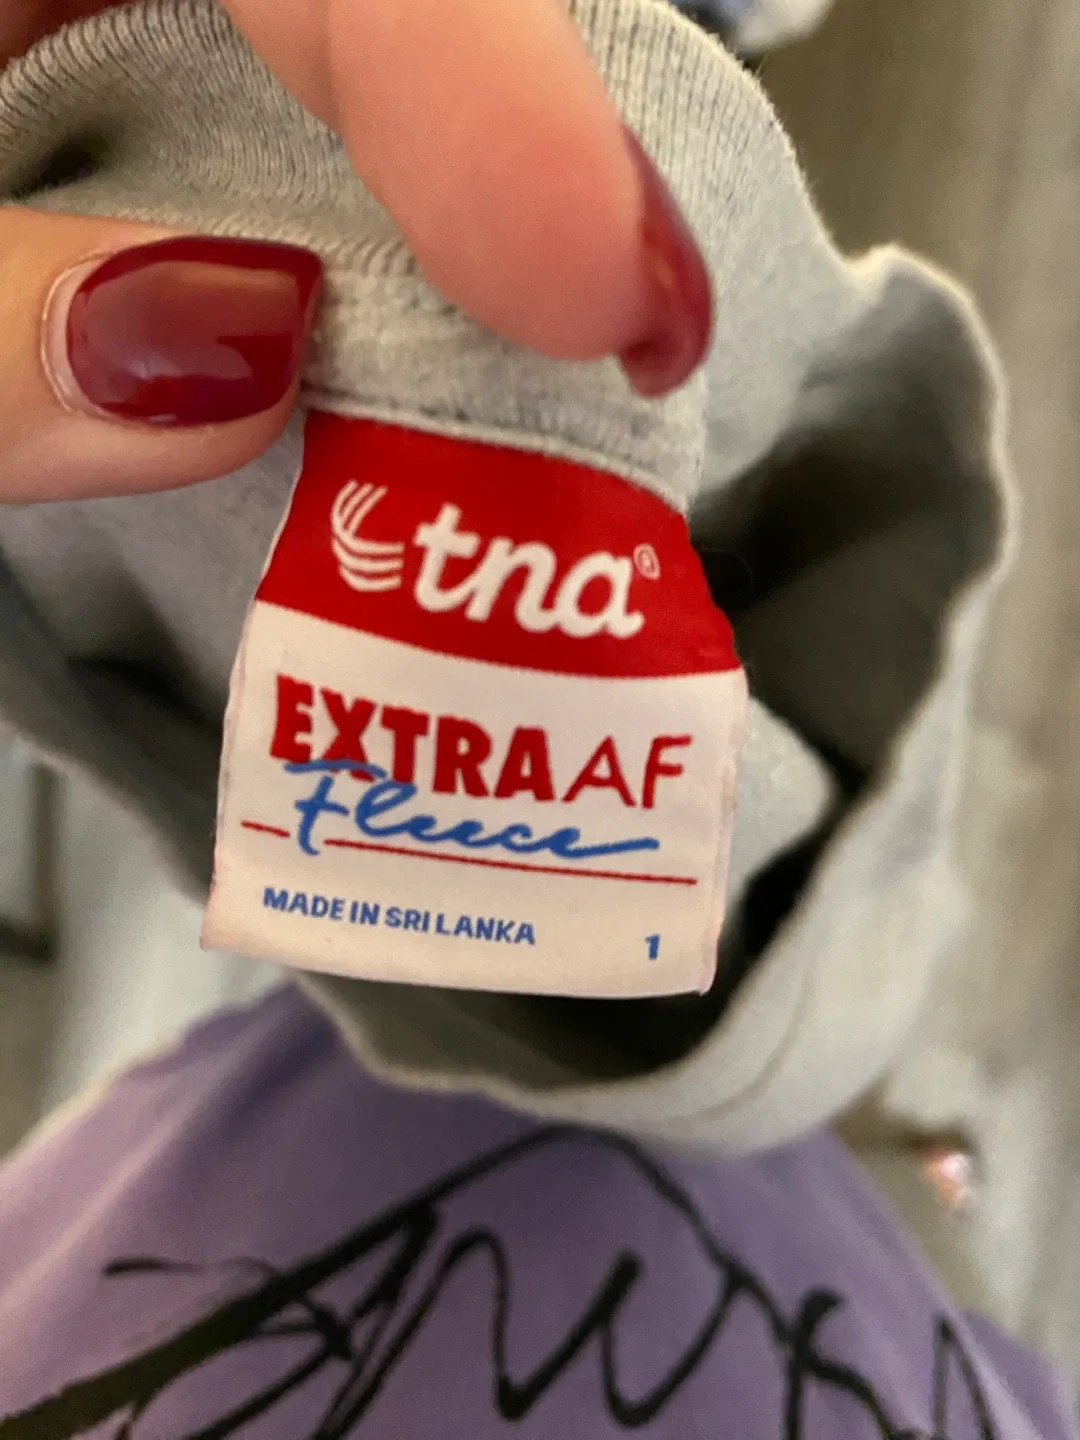 tna®
EXTRA AF
Fleece
MADE IN SRI LANKA 1